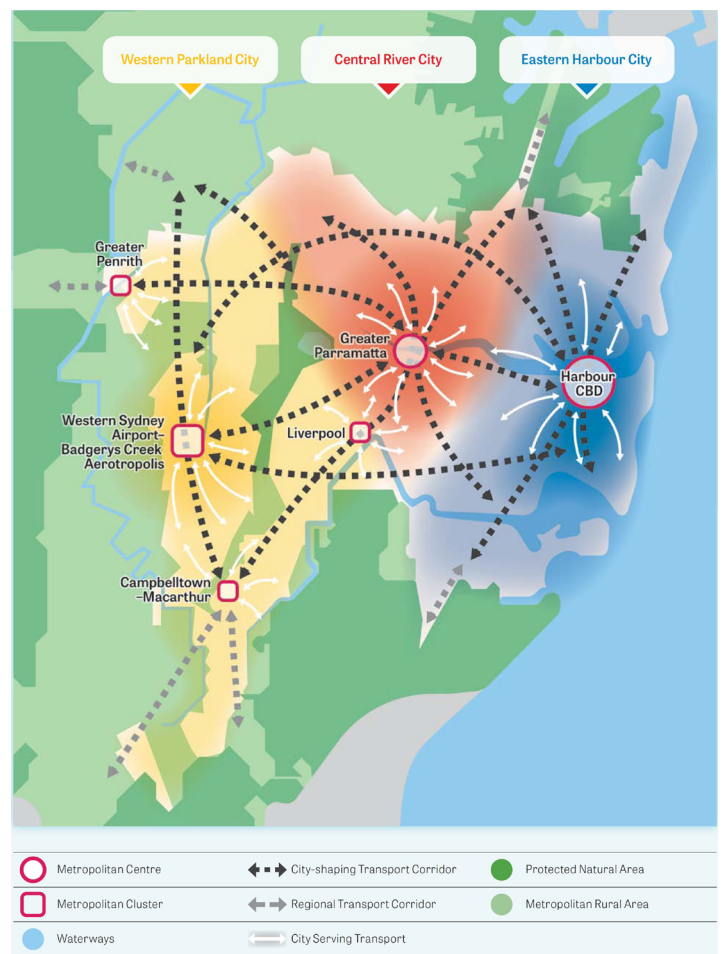 Western Parkland City
Central River City
Eastern Harbour City
Greater
Penrith
Greater
Parramatta
Harbour
CBD
Western Sydney
Airport–
Badgerys Creek
Aerotropolis
Liverpool
Campbelltown
–Macarthur
Metropolitan Centre
City-shaping Transport Corridor
Protected Natural Area
Metropolitan Cluster
Regional Transport Corridor
Metropolitan Rural Area
Waterways
City Serving Transport